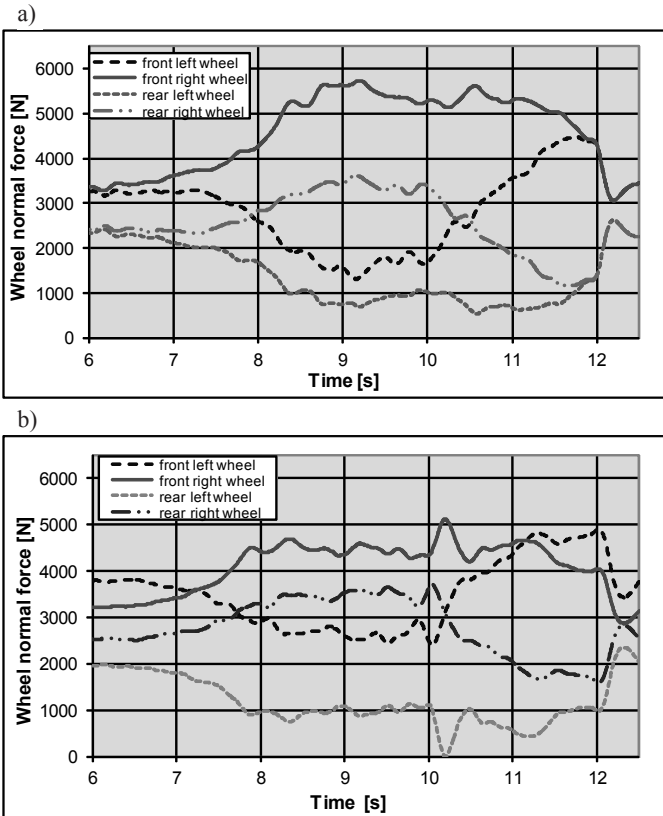 a)
front left wheel
front right wheel
rear left wheel
rear right wheel
Wheel normal force [N]
6000
5000
4000
3000
2000
1000
0
6 7 8 9 10 11 12
Time [s]
b)
front left wheel
front right wheel
rear left wheel
rear right wheel
Wheel normal force [N]
6000
5000
4000
3000
2000
1000
0
6 7 8 9 10 11 12
Time [s]